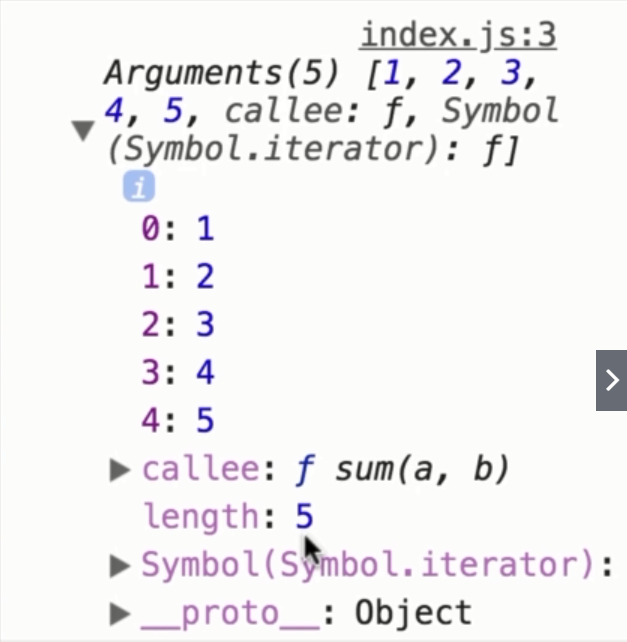 index.js:3
Arguments(5) [1, 2, 3,
4, 5, callee: ƒ, Symbol
(Symbol.iterator): ƒ]
i
0: 1
1: 2
2: 3
3: 4
4: 5
callee: ƒ sum(a, b)
length: 5
Symbol(Symbol.iterator):
__proto__: Object